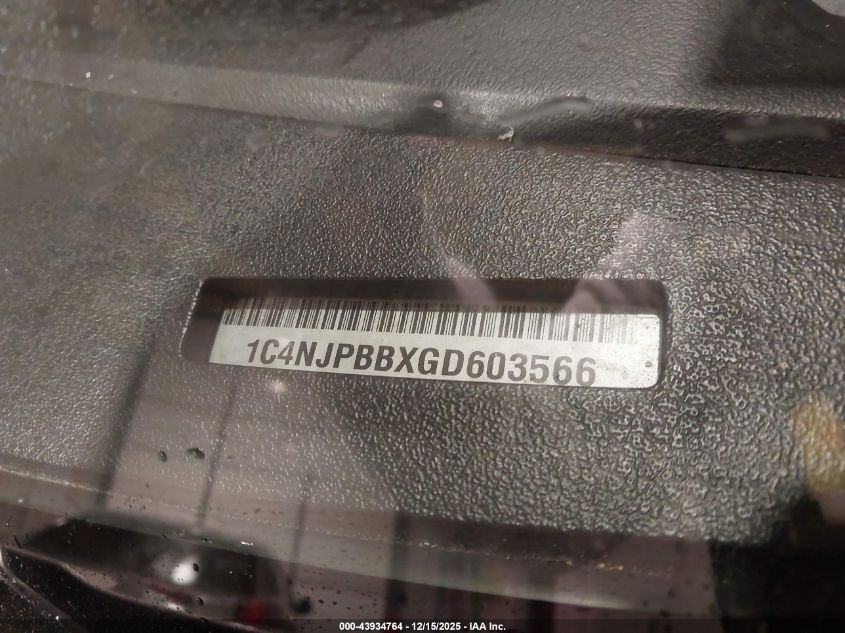 1C4NJPBBXGD603566
000-43934764 - 12/15/2025 - IAA Inc.